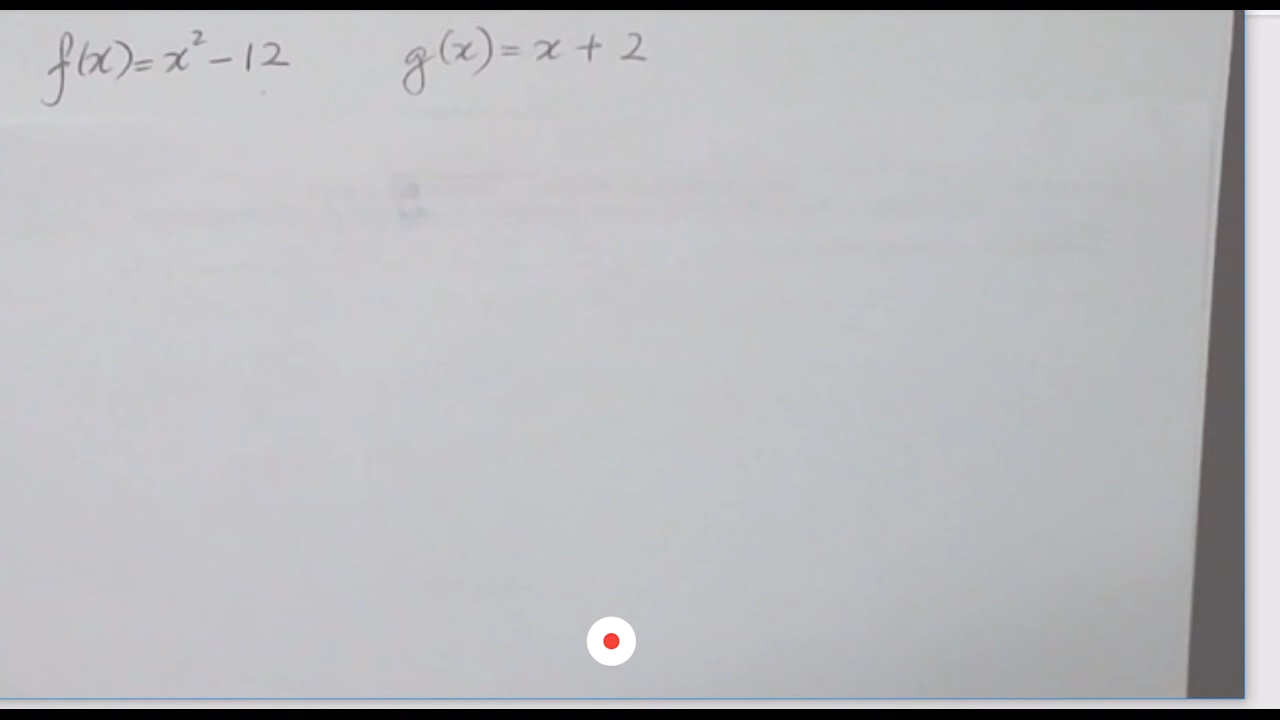 f(x)= x² - 12 g(x) = x + 2